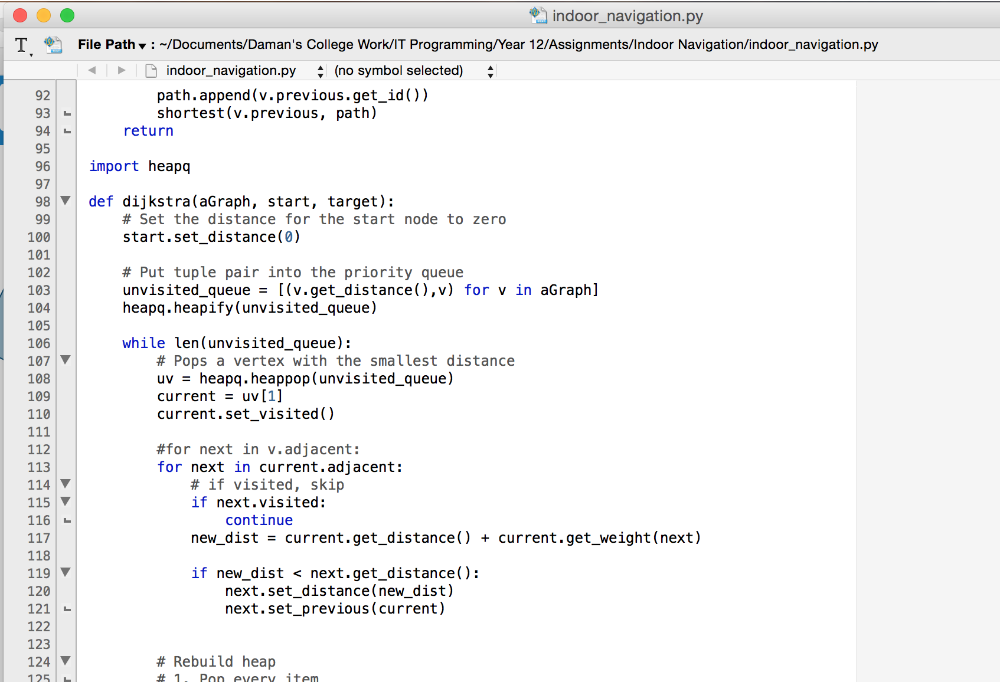 indoor_navigation.py
T File Path : ~/Documents/Daman's College Work/IT Programming/Year 12/Assignments/Indoor Navigation/indoor_navigation.py
indoor_navigation.py (no symbol selected)
92         path.append(v.previous.get_id())
93         shortest(v.previous, path)
94     return
95
96 import heapq
97
98 def dijkstra(aGraph, start, target):
99     # Set the distance for the start node to zero
100     start.set_distance(0)
101
102     # Put tuple pair into the priority queue
103     unvisited_queue = [(v.get_distance(),v) for v in aGraph]
104     heapq.heapify(unvisited_queue)
105
106     while len(unvisited_queue):
107         # Pops a vertex with the smallest distance
108         uv = heapq.heappop(unvisited_queue)
109         current = uv[1]
110         current.set_visited()
111
112         #for next in v.adjacent:
113         for next in current.adjacent:
114             # if visited, skip
115             if next.visited:
116                 continue
117             new_dist = current.get_distance() + current.get_weight(next)
118
119             if new_dist < next.get_distance():
120                 next.set_distance(new_dist)
121                 next.set_previous(current)
122
123
124         # Rebuild heap
125         # 1. Pop every item